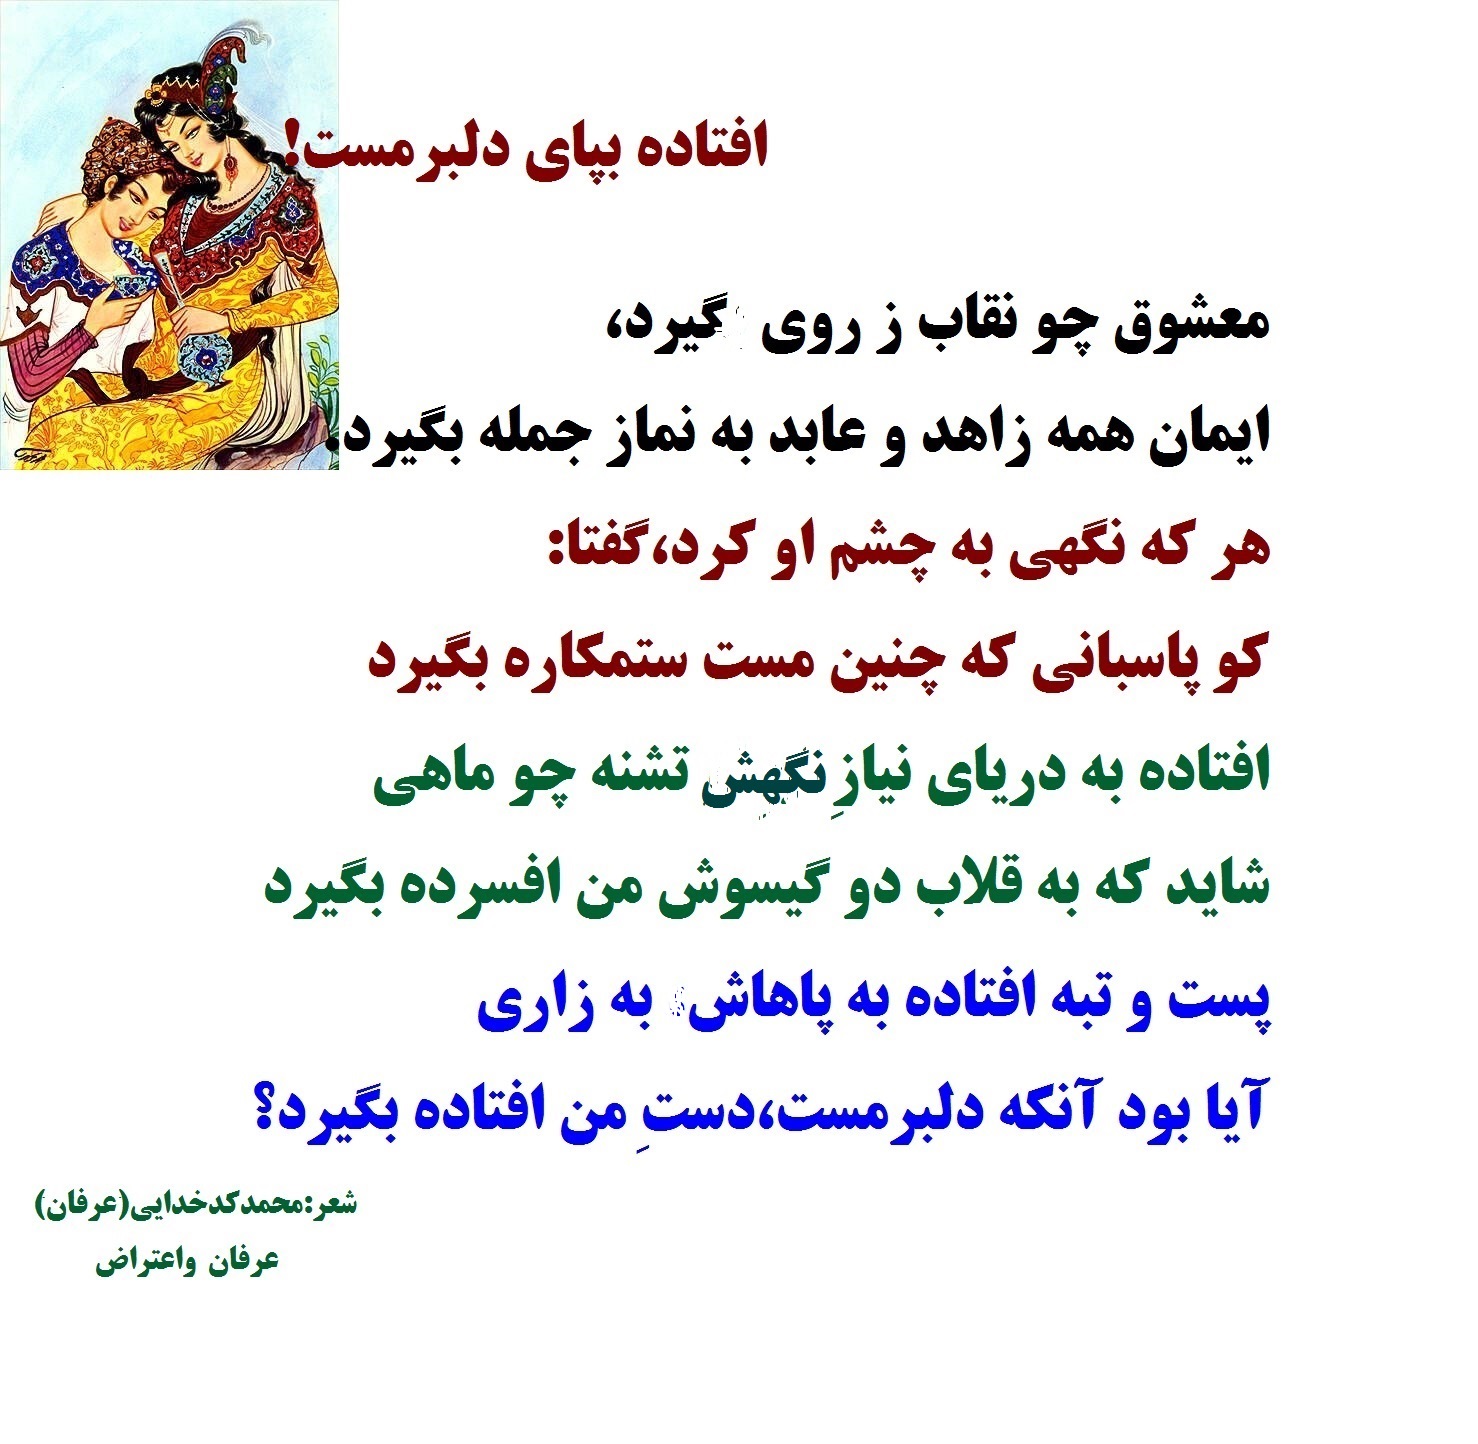 افتاده بپای دلبرمست!
معشوق چو نقاب ز روی گیرد،
ایمان همه زاهد و عابد به نماز جمله بگیرد.
هر که نگهی به چشم او کرد،گفتا:
کو پاسبانی که چنین مست ستمکاره بگیرد
افتاده به دریای نیازِ نگهِش تشنه چو ماهی
شاید که به قلاب دو گیسوش من افسرده بگیرد
پست و تبه افتاده به پاهاش به زاری
آیا بود آنکه دلبرمست،دستِ من افتاده بگیرد؟
شعر:محمدکدخدایی(عرفان)
عرفان واعتراض